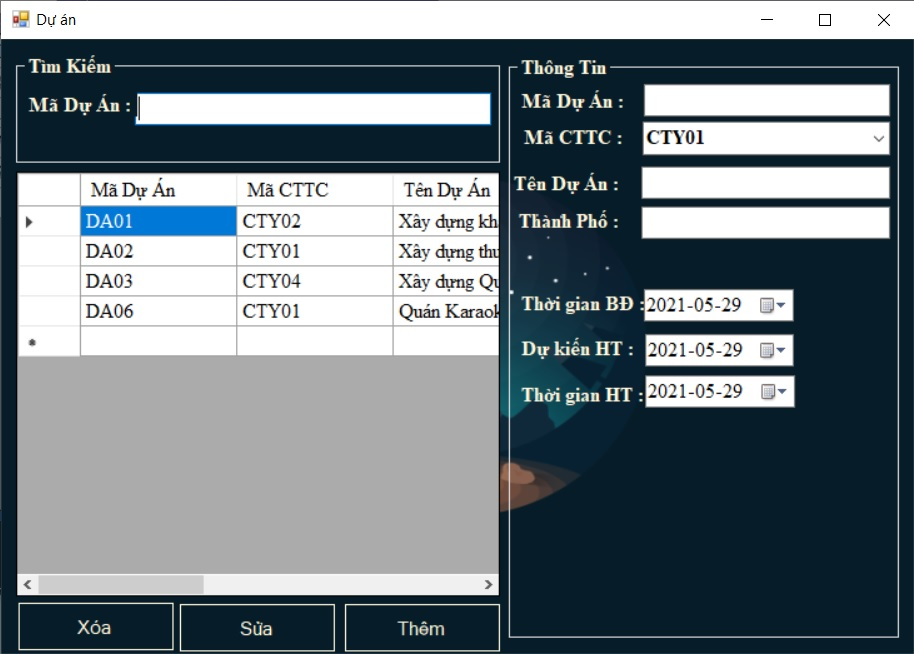 Dự án
Tìm Kiếm
Mã Dự Án :
Mã Dự Án Mã CTTC Tên Dự Án
DA01 CTY02 Xây dựng kh
DA02 CTY01 Xây dựng thu
DA03 CTY04 Xây dựng Qu
DA06 CTY01 Quán Karaok
Xóa Sửa Thêm
Thông Tin
Mã Dự Án :
Mã CTTC : CTY01
Tên Dự Án :
Thành Phố :
Thời gian BĐ : 2021-05-29
Dự kiến HT : 2021-05-29
Thời gian HT : 2021-05-29